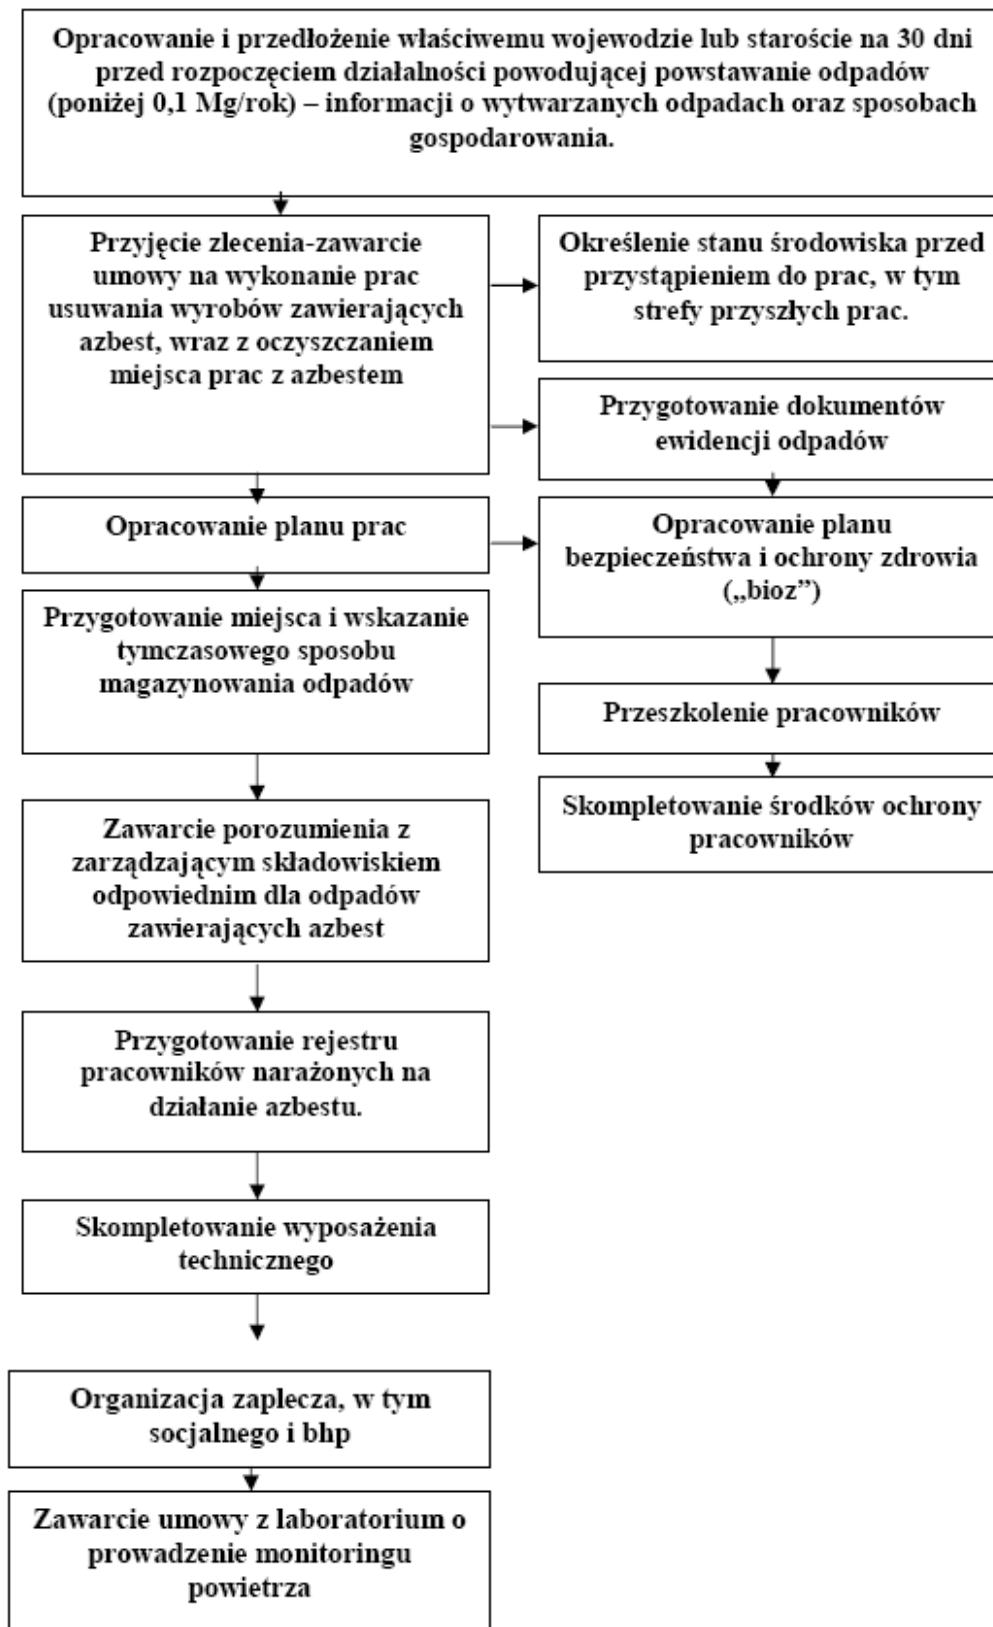 Opracowanie i przedłożenie właściwemu wojewodzie lub staroście na 30 dni
przed rozpoczęciem działalności powodującej powstawanie odpadów
(poniżej 0,1 Mg/rok) – informacji o wytwarzanych odpadach oraz sposobach
gospodarowania.
Przyjęcie zlecenia-zawarcie
umowy na wykonanie prac
usuwania wyrobów zawierających
azbest, wraz z oczyszczaniem
miejsca prac z azbestem
Określenie stanu środowiska przed
przystąpieniem do prac, w tym
strefy przyszłych prac.
Przygotowanie dokumentów
ewidencji odpadów
Opracowanie planu prac
Opracowanie planu
bezpieczeństwa i ochrony zdrowia
(„bioz”)
Przygotowanie miejsca i wskazanie
tymczasowego sposobu
magazynowania odpadów
Przeszkolenie pracowników
Skompletowanie środków ochrony
pracowników
Zawarcie porozumienia z
zarządzającym składowiskiem
odpowiednim dla odpadów
zawierających azbest
Przygotowanie rejestru
pracowników narażonych na
działanie azbestu.
Skompletowanie wyposażenia
technicznego
Organizacja zaplecza, w tym
socjalnego i bhp
Zawarcie umowy z laboratorium o
prowadzenie monitoringu
powietrza